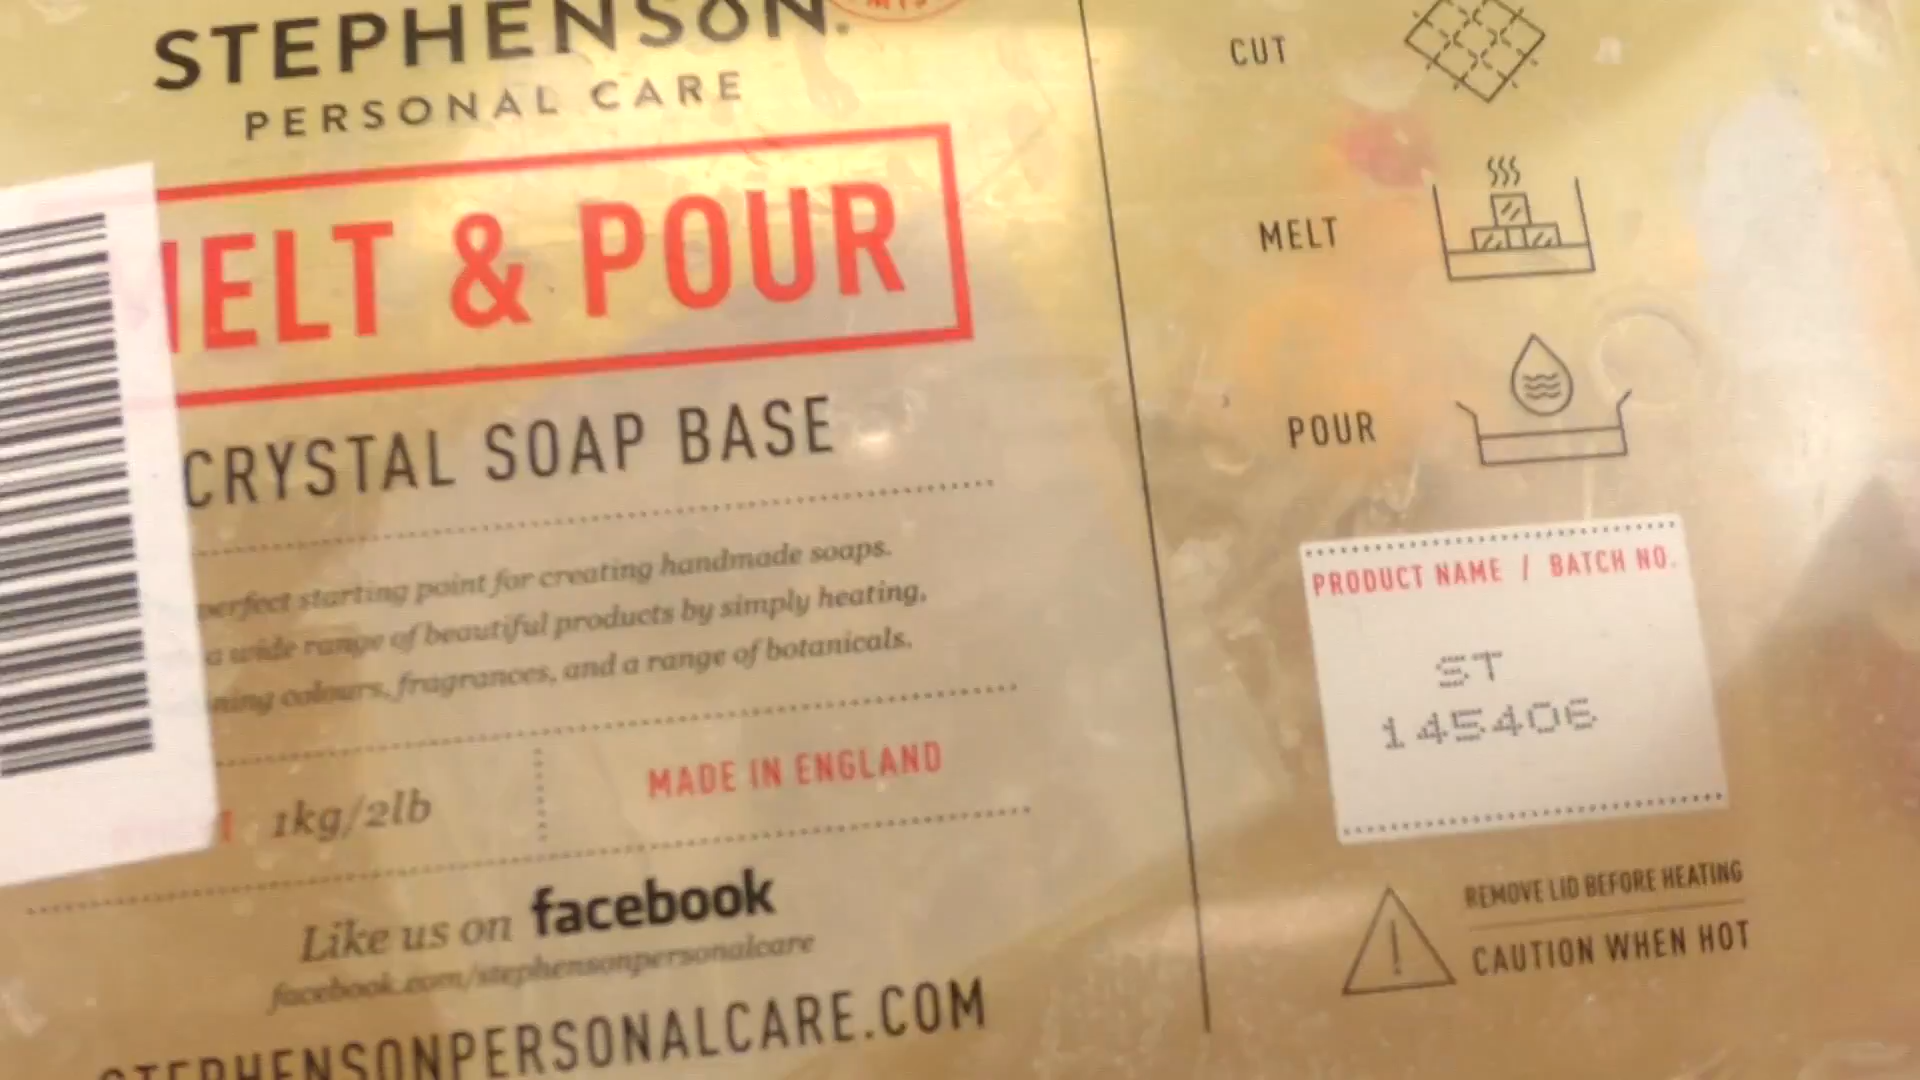 STEPHENSON.
PERSONAL CARE
MELT & POUR
CRYSTAL SOAP BASE
perfect starting point for creating handmade soaps.
a wide range of beautiful products by simply heating,
ning colours, fragrances, and a range of botanicals.
1kg/2lb
MADE IN ENGLAND
Like us on facebook
facebook.com/stephensonpersonalcare
STEPHENSONPERSONALCARE.COM
CUT
MELT
POUR
PRODUCT NAME / BATCH NO.
ST
145406
REMOVE LID BEFORE HEATING
CAUTION WHEN HOT